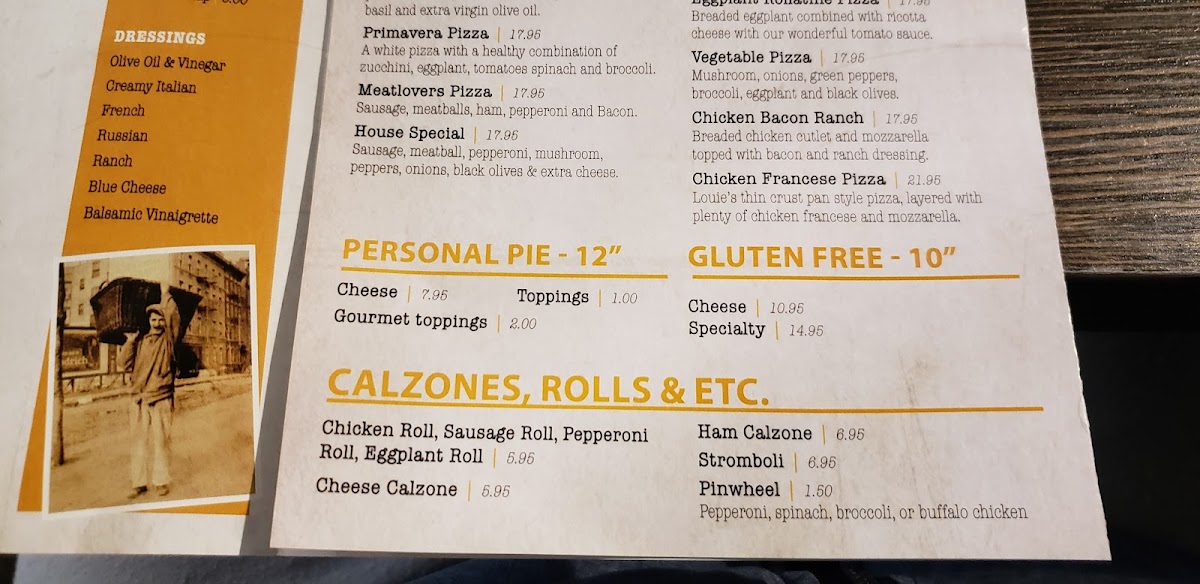 5.00
DRESSINGS
Olive Oil & Vinegar
Creamy Italian
French
Russian
Ranch
Blue Cheese
Balsamic Vinaigrette
basil and extra virgin olive oil.
Primavera Pizza | 17.95
A white pizza with a healthy combination of
zucchini, eggplant, tomatoes spinach and broccoli.
Meatlovers Pizza | 17.95
Sausage, meatballs, ham, pepperoni and Bacon.
House Special | 17.95
Sausage, meatball, pepperoni, mushroom,
peppers, onions, black olives & extra cheese.
Eggplant Rollatine Pizza | 17.95
Breaded eggplant combined with ricotta
cheese with our wonderful tomato sauce.
Vegetable Pizza | 17.95
Mushroom, onions, green peppers,
broccoli, eggplant and black olives.
Chicken Bacon Ranch | 17.95
Breaded chicken cutlet and mozzarella
topped with bacon and ranch dressing.
Chicken Francese Pizza | 21.95
Louie's thin crust pan style pizza, layered with
plenty of chicken francese and mozzarella.
PERSONAL PIE - 12"
Cheese | 7.95 Toppings | 1.00
Gourmet toppings | 2.00
GLUTEN FREE - 10"
Cheese | 10.95
Specialty | 14.95
CALZONES, ROLLS & ETC.
Chicken Roll, Sausage Roll, Pepperoni
Roll, Eggplant Roll | 5.95
Cheese Calzone | 5.95
Ham Calzone | 6.95
Stromboli | 6.95
Pinwheel | 1.50
Pepperoni, spinach, broccoli, or buffalo chicken